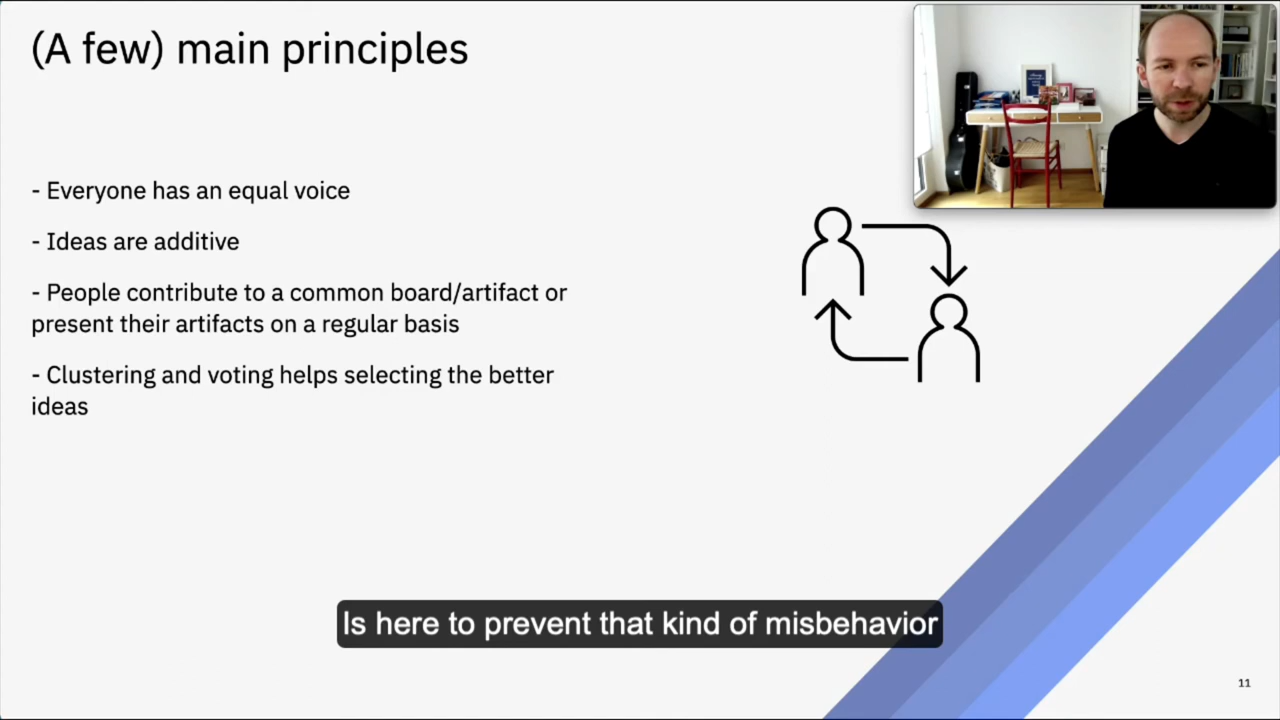 (A few) main principles
- Everyone has an equal voice
- Ideas are additive
- People contribute to a common board/artifact or
present their artifacts on a regular basis
- Clustering and voting helps selecting the better
ideas
Is here to prevent that kind of misbehavior
11